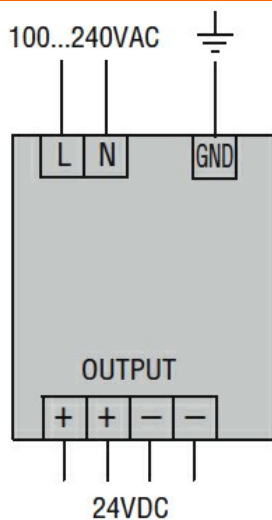 100...240VAC
L N GND
OUTPUT
+ + − −
24VDC